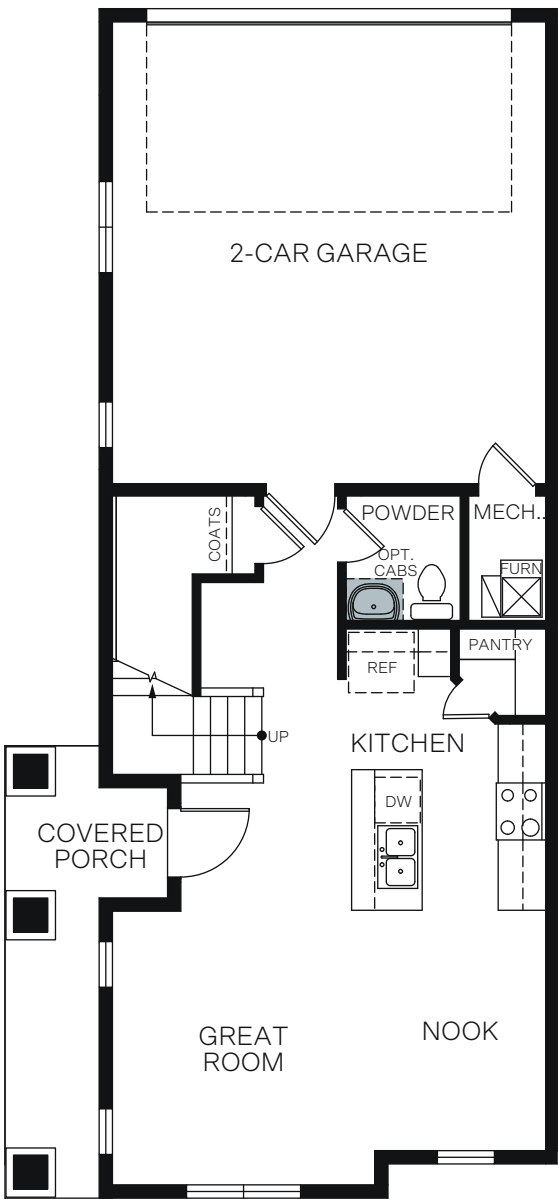 2-CAR GARAGE
COATS
POWDER
MECH..
OPT.
CABS
FURN
PANTRY
REF
UP
KITCHEN
DW
COVERED
PORCH
GREAT
ROOM
NOOK